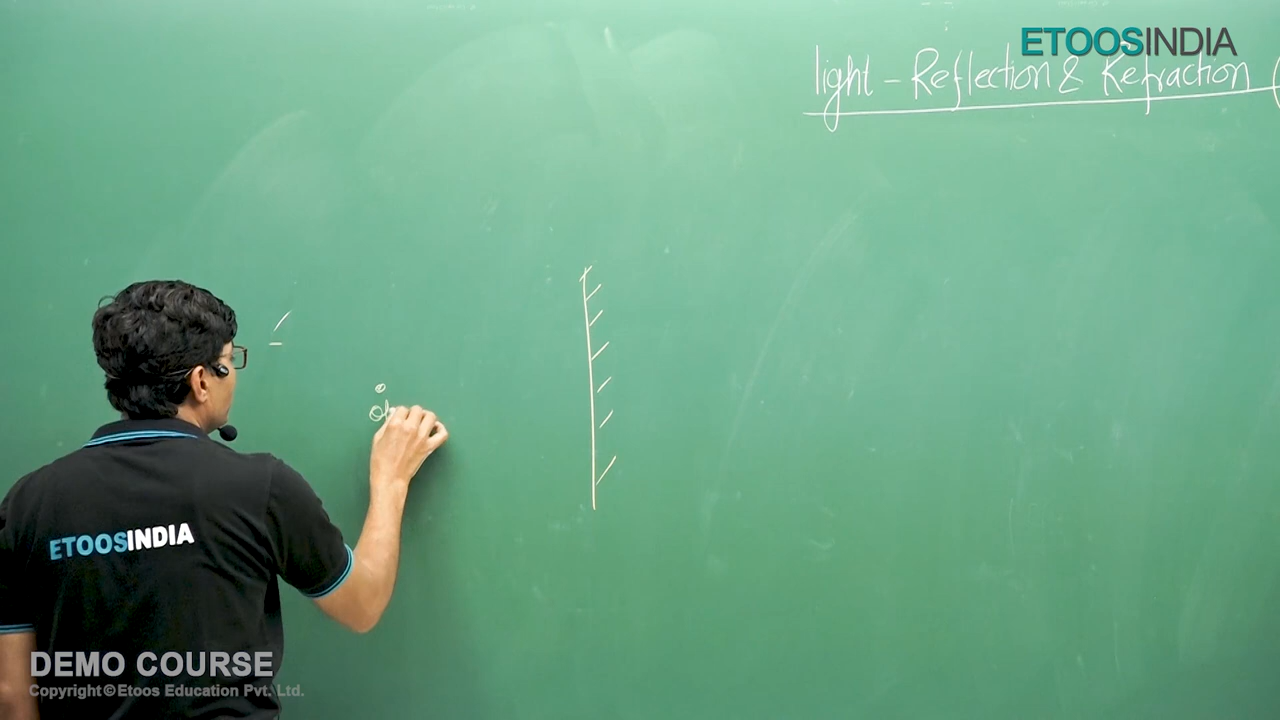 ETOOSINDIA
light - Reflection & Refraction (
ETOOSINDIA
DEMO COURSE
Copyright © Etoos Education Pvt. Ltd.